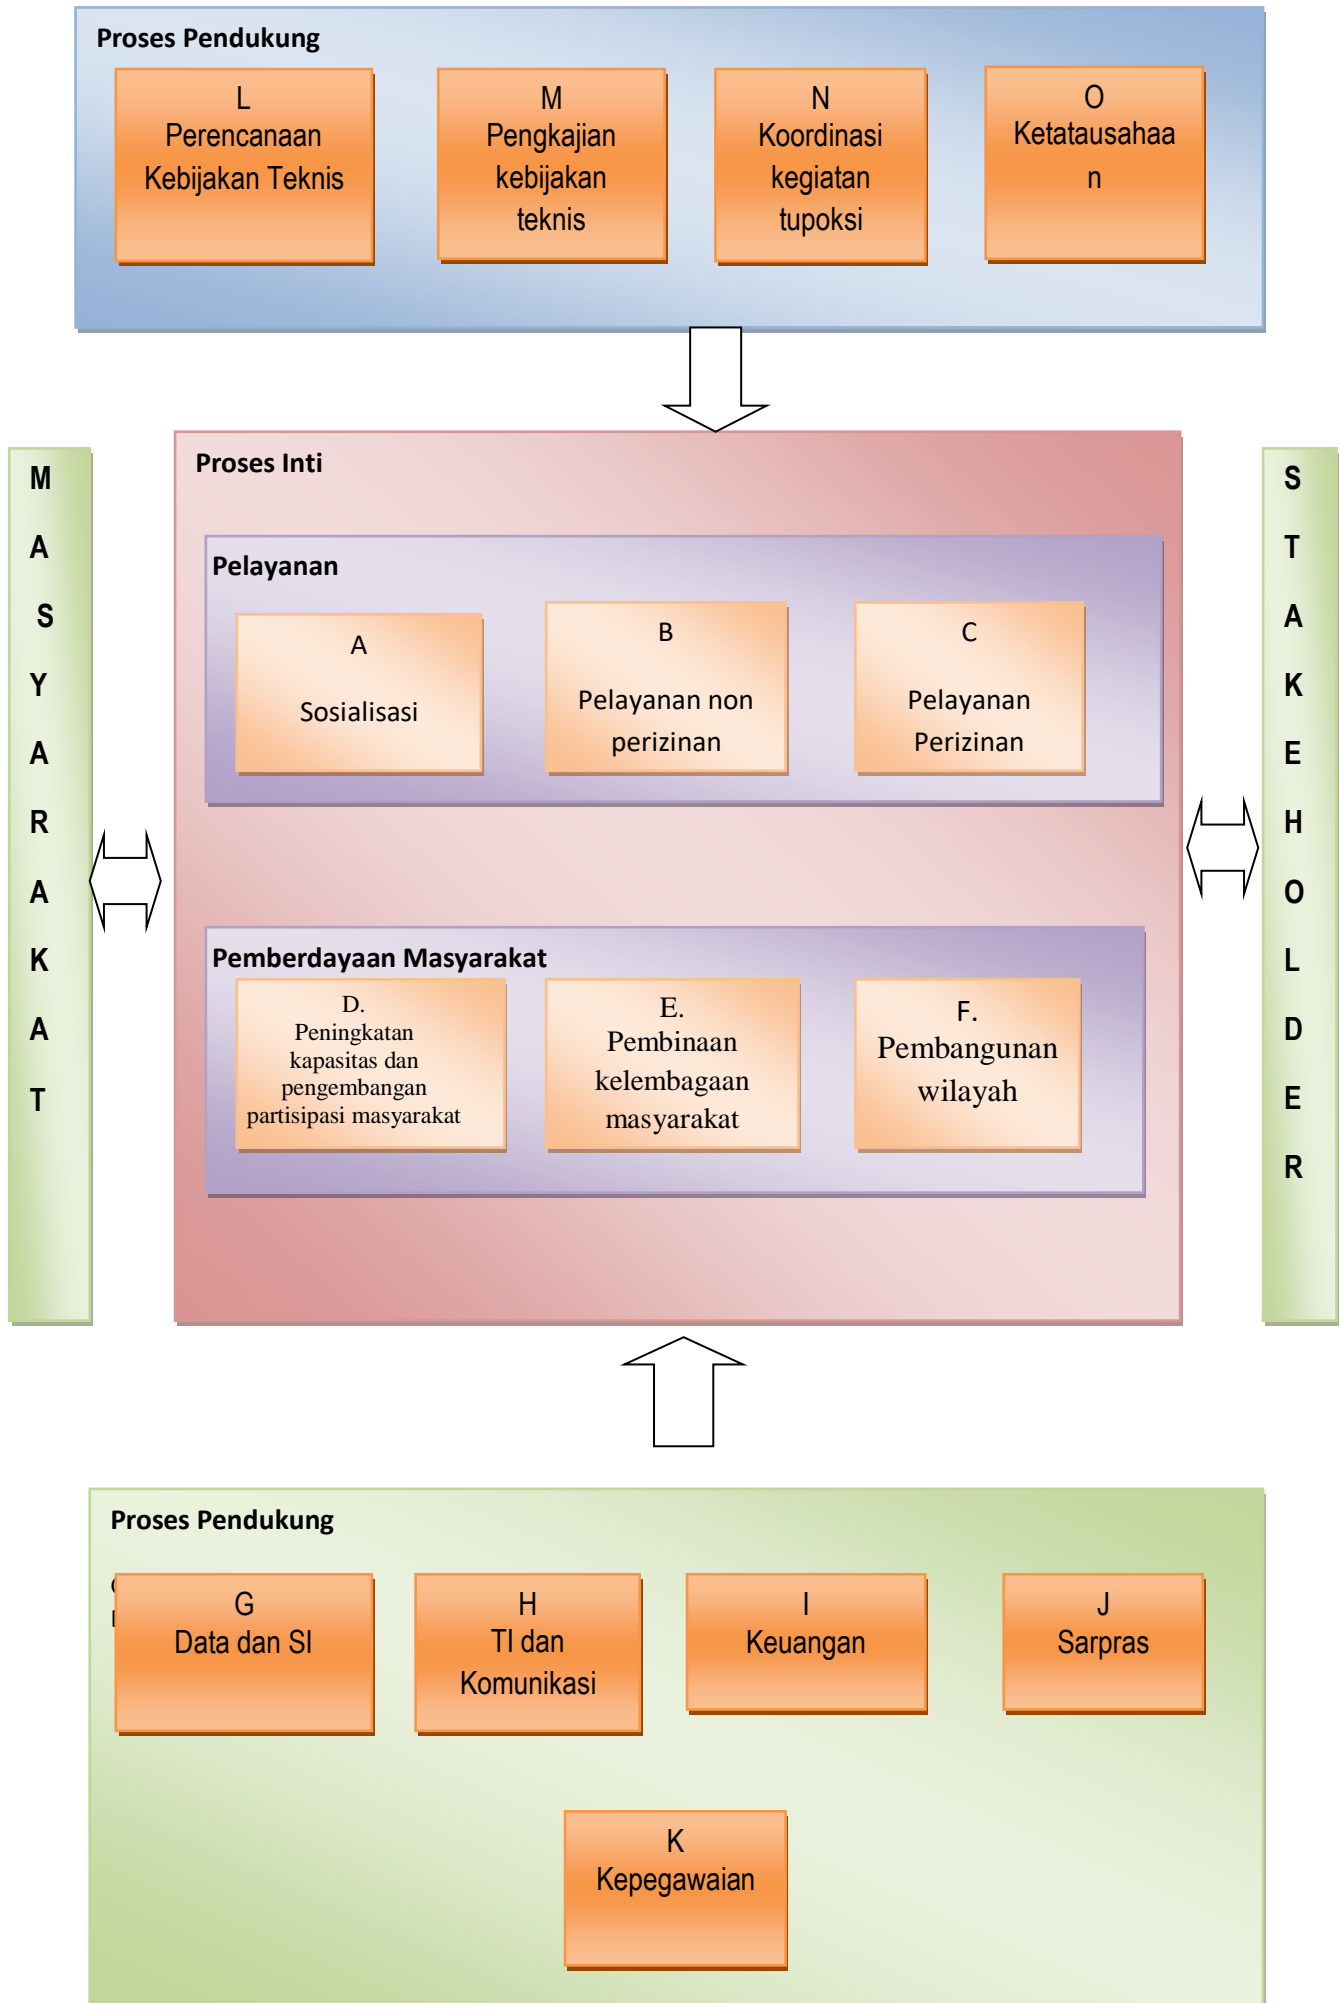 Proses Pendukung
L
Perencanaan
Kebijakan Teknis
M
Pengkajian
kebijakan
teknis
N
Koordinasi
kegiatan
tupoksi
O
Ketatausahaa
n
M
A
S
Y
A
R
A
K
A
T
Proses Inti
Pelayanan
A
Sosialisasi
B
Pelayanan non
perizinan
C
Pelayanan
Perizinan
Pemberdayaan Masyarakat
D.
Peningkatan
kapasitas dan
pengembangan
partisipasi masyarakat
E.
Pembinaan
kelembagaan
masyarakat
F.
Pembangunan
wilayah
S
T
A
K
E
H
O
L
D
E
R
Proses Pendukung
G
Data dan SI
H
TI dan
Komunikasi
I
Keuangan
J
Sarpras
K
Kepegawaian